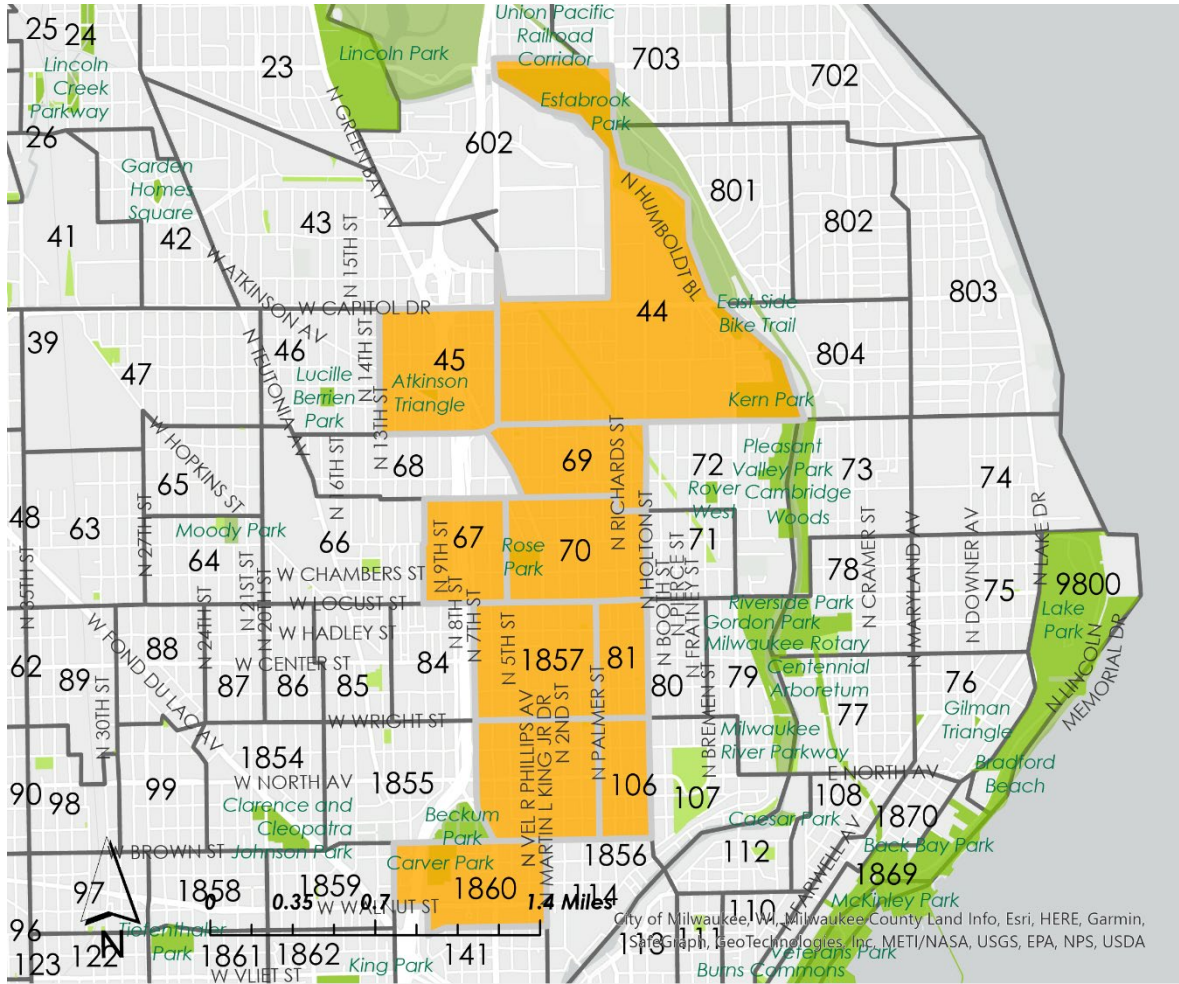 25
24
Lincoln
Creek
Parkway
26
23
Lincoln Park
Union Pacific
Railroad
Corridor
703
702
Estabrook
Park
602
N GREEN BAY AV
Garden
Homes
Square
41
42
43
N 15TH ST
W ATKINSON AV
W CAPITOL DR
N HUMBOLDT BL
801
802
803
44
East Side
Bike Trail
804
39
47
46
N 14TH ST
45
Lucille
Berrien
Park
Atkinson
Triangle
Kern Park
N TEUTONIA AV
N 13TH ST
W HOPKINS ST
N 16TH ST
68
69
N RICHARDS ST
72
Pleasant
Valley Park
73
74
Rover
West
Cambridge
Woods
65
48
63
N 27TH ST
Moody Park
64
66
N 9TH ST
67
Rose
Park
70
N HOLTON ST
71
78
N CRAMER ST
N MARYLAND AV
N DOWNER AV
75
N LAKE DR
9800
Lake
Park
N 35TH ST
W CHAMBERS ST
W LOCUST ST
N 21ST ST
N 20TH ST
N 24TH ST
N 8TH ST
N 7TH ST
N BOOTH ST
N PIERCE ST
N FRATNEY ST
Riverside Park
Gordon Park
Milwaukee Rotary
Centennial
Arboretum
W FOND DU LAC AV
W HADLEY ST
W CENTER ST
62
89
88
87
86
85
84
N 5TH ST
1857
81
80
79
77
76
Gilman
Triangle
N LINCOLN
MEMORIAL DR
N 30TH ST
W WRIGHT ST
N VEL R PHILLIPS AV
MARTIN L KING JR DR
N 2ND ST
N PALMER ST
N BREMEN ST
Milwaukee
River Parkway
E NORTH AV
Bradford
Beach
90
98
99
1854
W NORTH AV
1855
Clarence and
Cleopatra
Johnson Park
Beckum
Park
106
107
Caesar Park
108
1870
Back Bay Park
W BROWN ST
Carver Park
1856
112
N FARWELL AV
1869
McKinley Park
97
1858
1859
1860
114
110
0
0.35
0.7
1.4 Miles
W WALNUT ST
N
96
123
122
Tiefenthaler
Park
1861
1862
W VLIET ST
King Park
141
113
111
Veterans Park
Burns Commons
City of Milwaukee, WI, Milwaukee County Land Info, Esri, HERE, Garmin,
SafeGraph, GeoTechnologies, Inc, METI/NASA, USGS, EPA, NPS, USDA